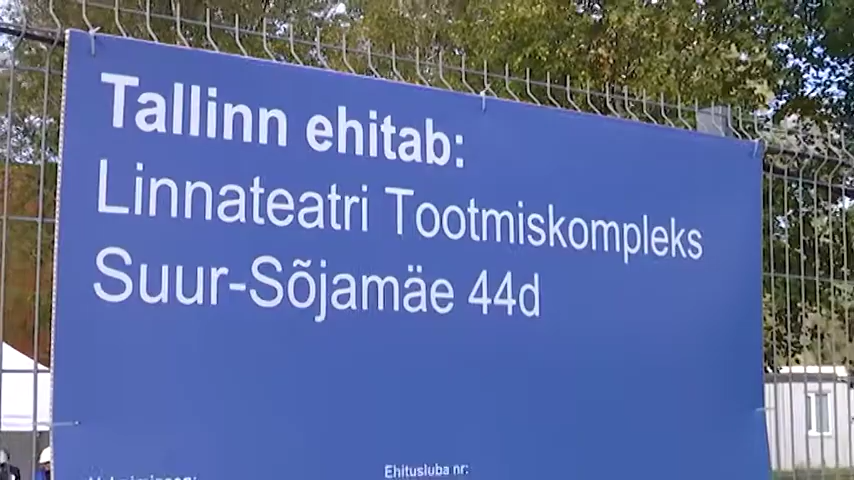 Tallinn ehitab:
Linnateatri Tootmiskompleks
Suur-Sõjamäe 44d
Ehitusluba nr: